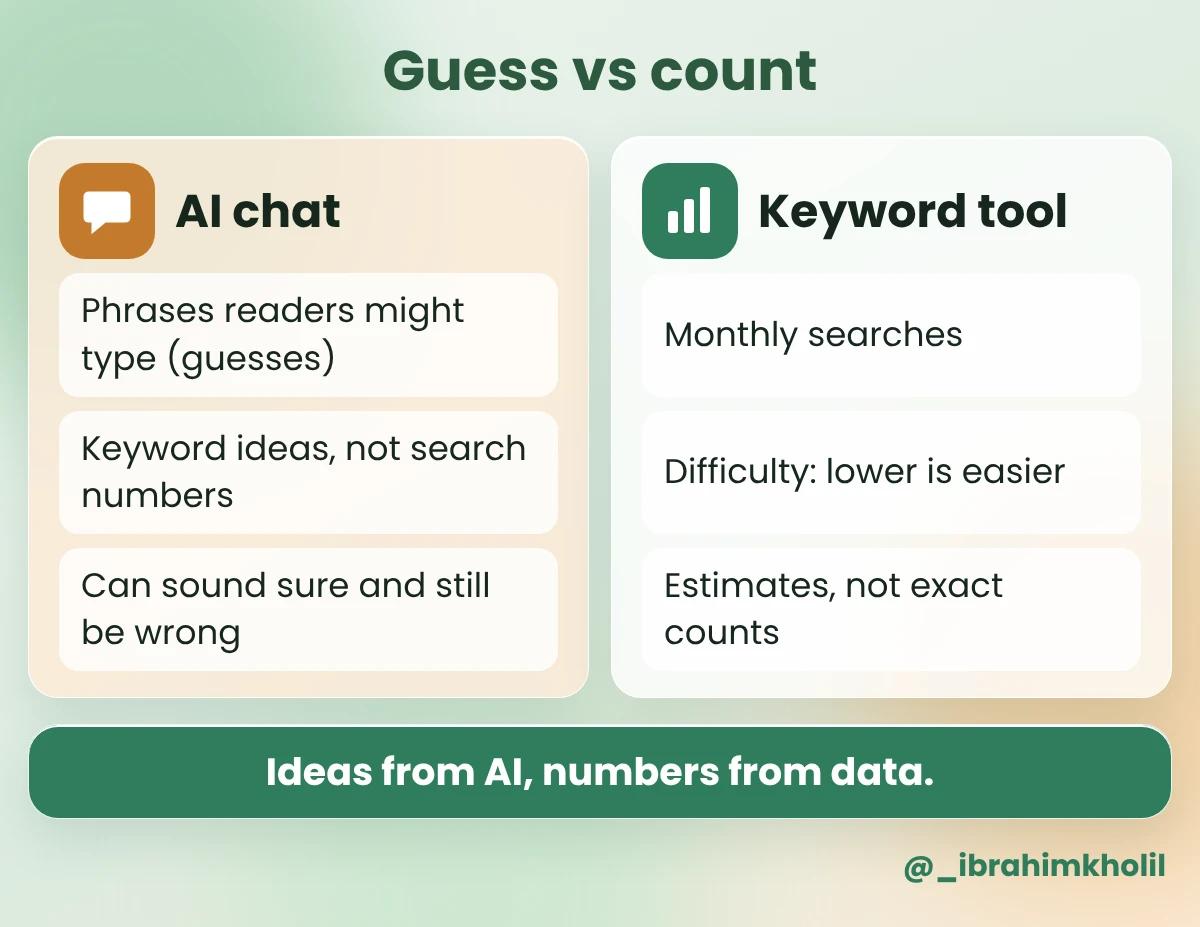 Guess vs count
AI chat
Phrases readers might
type (guesses)
Keyword ideas, not search
numbers
Can sound sure and still
be wrong
Keyword tool
Monthly searches
Difficulty: lower is easier
Estimates, not exact
counts
Ideas from AI, numbers from data.
@_ibrahimkholil